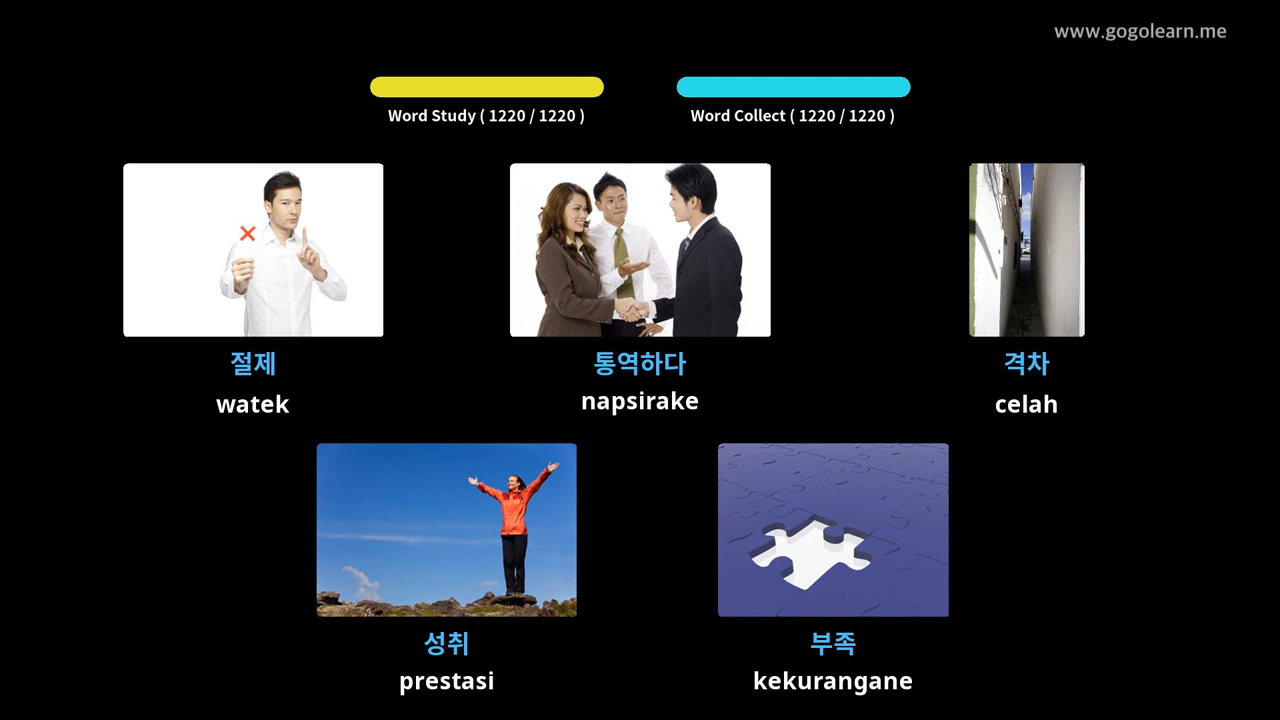 www.gogolearn.me
Word Study ( 1220 / 1220 )
Word Collect ( 1220 / 1220 )
절제
watek
통역하다
napsirake
격차
celah
성취
prestasi
부족
kekurangane